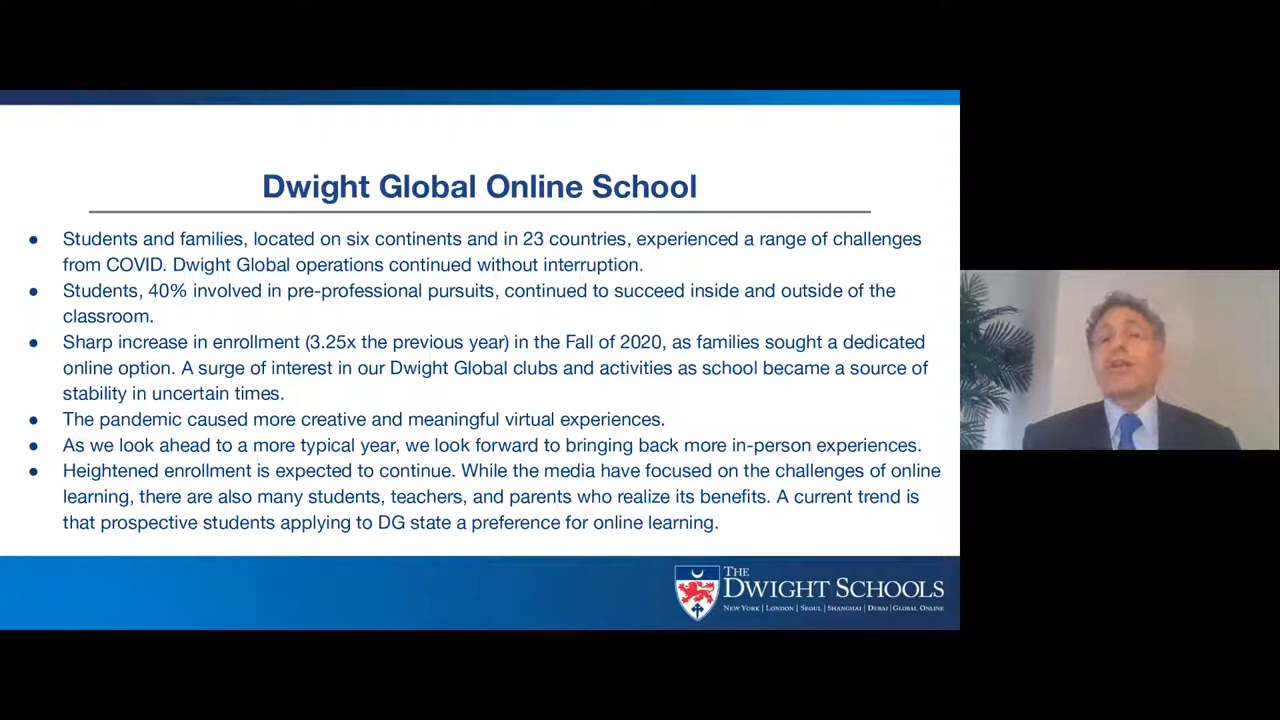 Dwight Global Online School
● Students and families, located on six continents and in 23 countries, experienced a range of challenges
from COVID. Dwight Global operations continued without interruption.
● Students, 40% involved in pre-professional pursuits, continued to succeed inside and outside of the
classroom.
● Sharp increase in enrollment (3.25x the previous year) in the Fall of 2020, as families sought a dedicated
online option. A surge of interest in our Dwight Global clubs and activities as school became a source of
stability in uncertain times.
● The pandemic caused more creative and meaningful virtual experiences.
● As we look ahead to a more typical year, we look forward to bringing back more in-person experiences.
● Heightened enrollment is expected to continue. While the media have focused on the challenges of online
learning, there are also many students, teachers, and parents who realize its benefits. A current trend is
that prospective students applying to DG state a preference for online learning.
THE
DWIGHT SCHOOLS
NEW YORK | LONDON | SEOUL | SHANGHAI | DUBAI | GLOBAL ONLINE